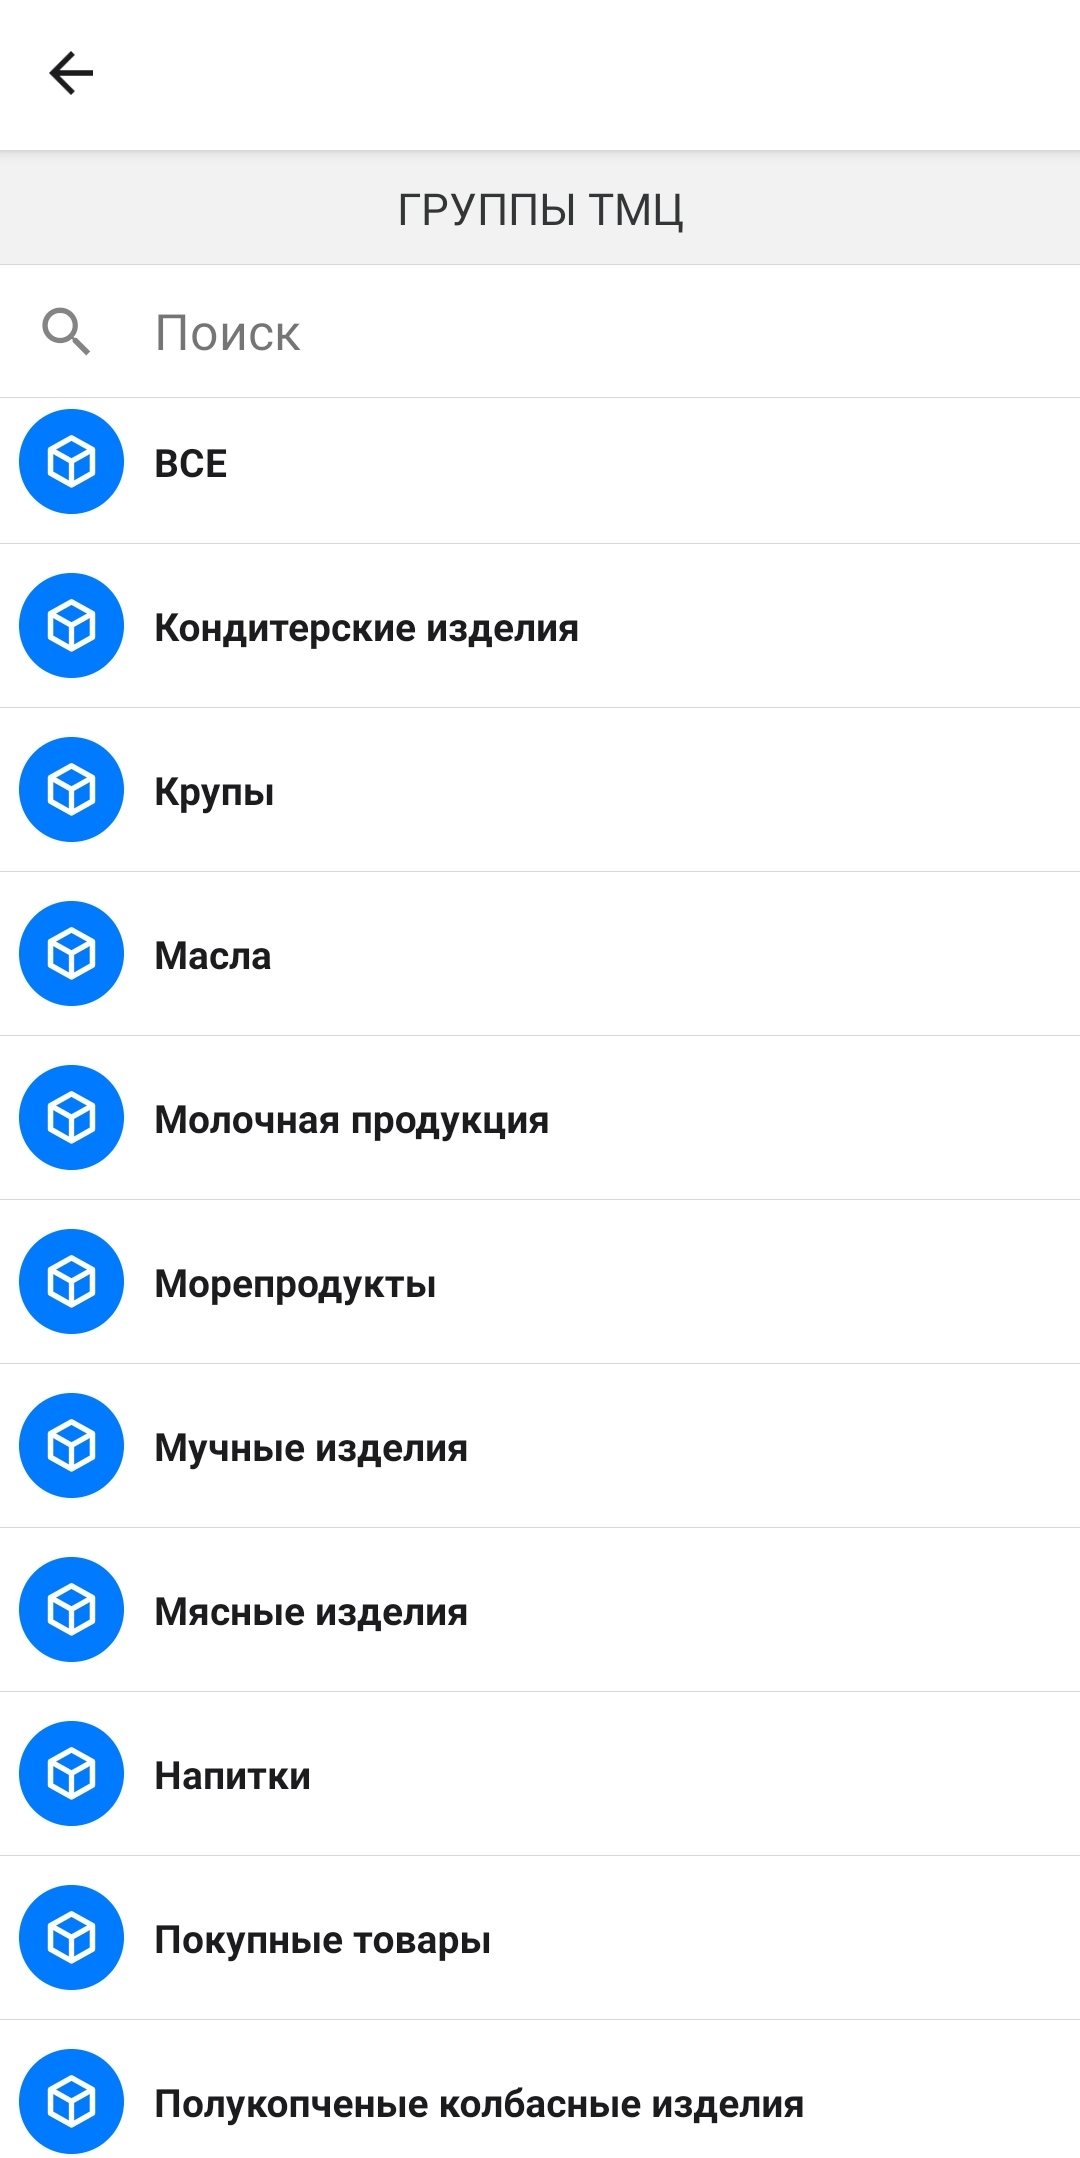 ГРУППЫ ТМЦ
Поиск
ВСЕ
Кондитерские изделия
Крупы
Масла
Молочная продукция
Морепродукты
Мучные изделия
Мясные изделия
Напитки
Покупные товары
Полукопченые колбасные изделия